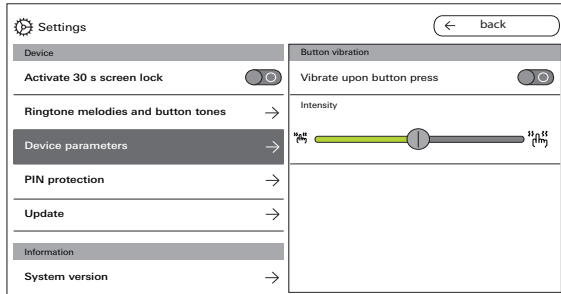 Settings
back
Device
Activate 30 s screen lock
Ringtone melodies and button tones
Device parameters
PIN protection
Update
Information
System version
Button vibration
Vibrate upon button press
Intensity